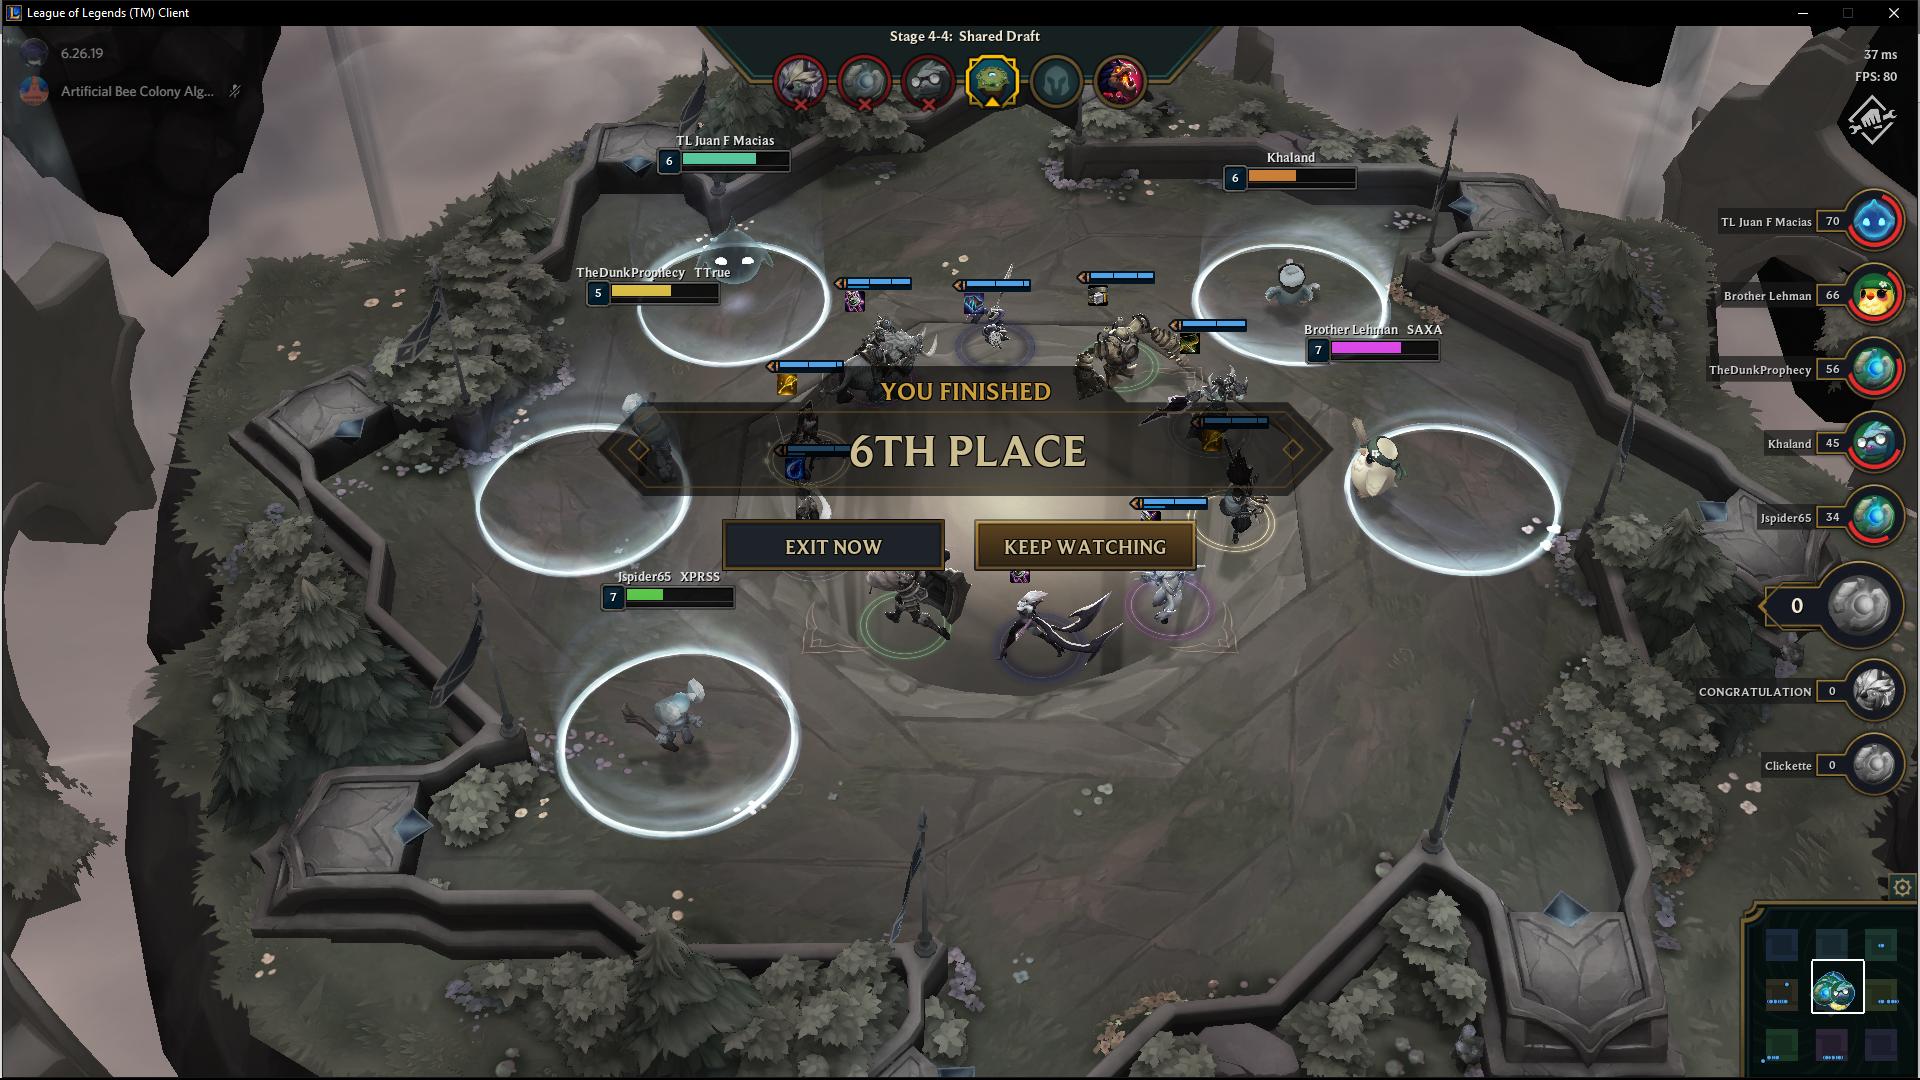 League of Legends (TM) Client
6.26.19
Artificial Bee Colony Alg...
Stage 4-4: Shared Draft
37 ms
FPS: 80
TL Juan F Macias
6
Khaland
6
TheDunkProphecy TTrue
5
Brother Lehman SAXA
7
TL Juan F Macias 70
Brother Lehman 66
TheDunkProphecy 56
Khaland 45
Jspider65 34
0
CONGRATULATION 0
Clickette 0
YOU FINISHED
6TH PLACE
EXIT NOW
KEEP WATCHING
Jspider65 XPRSS
7